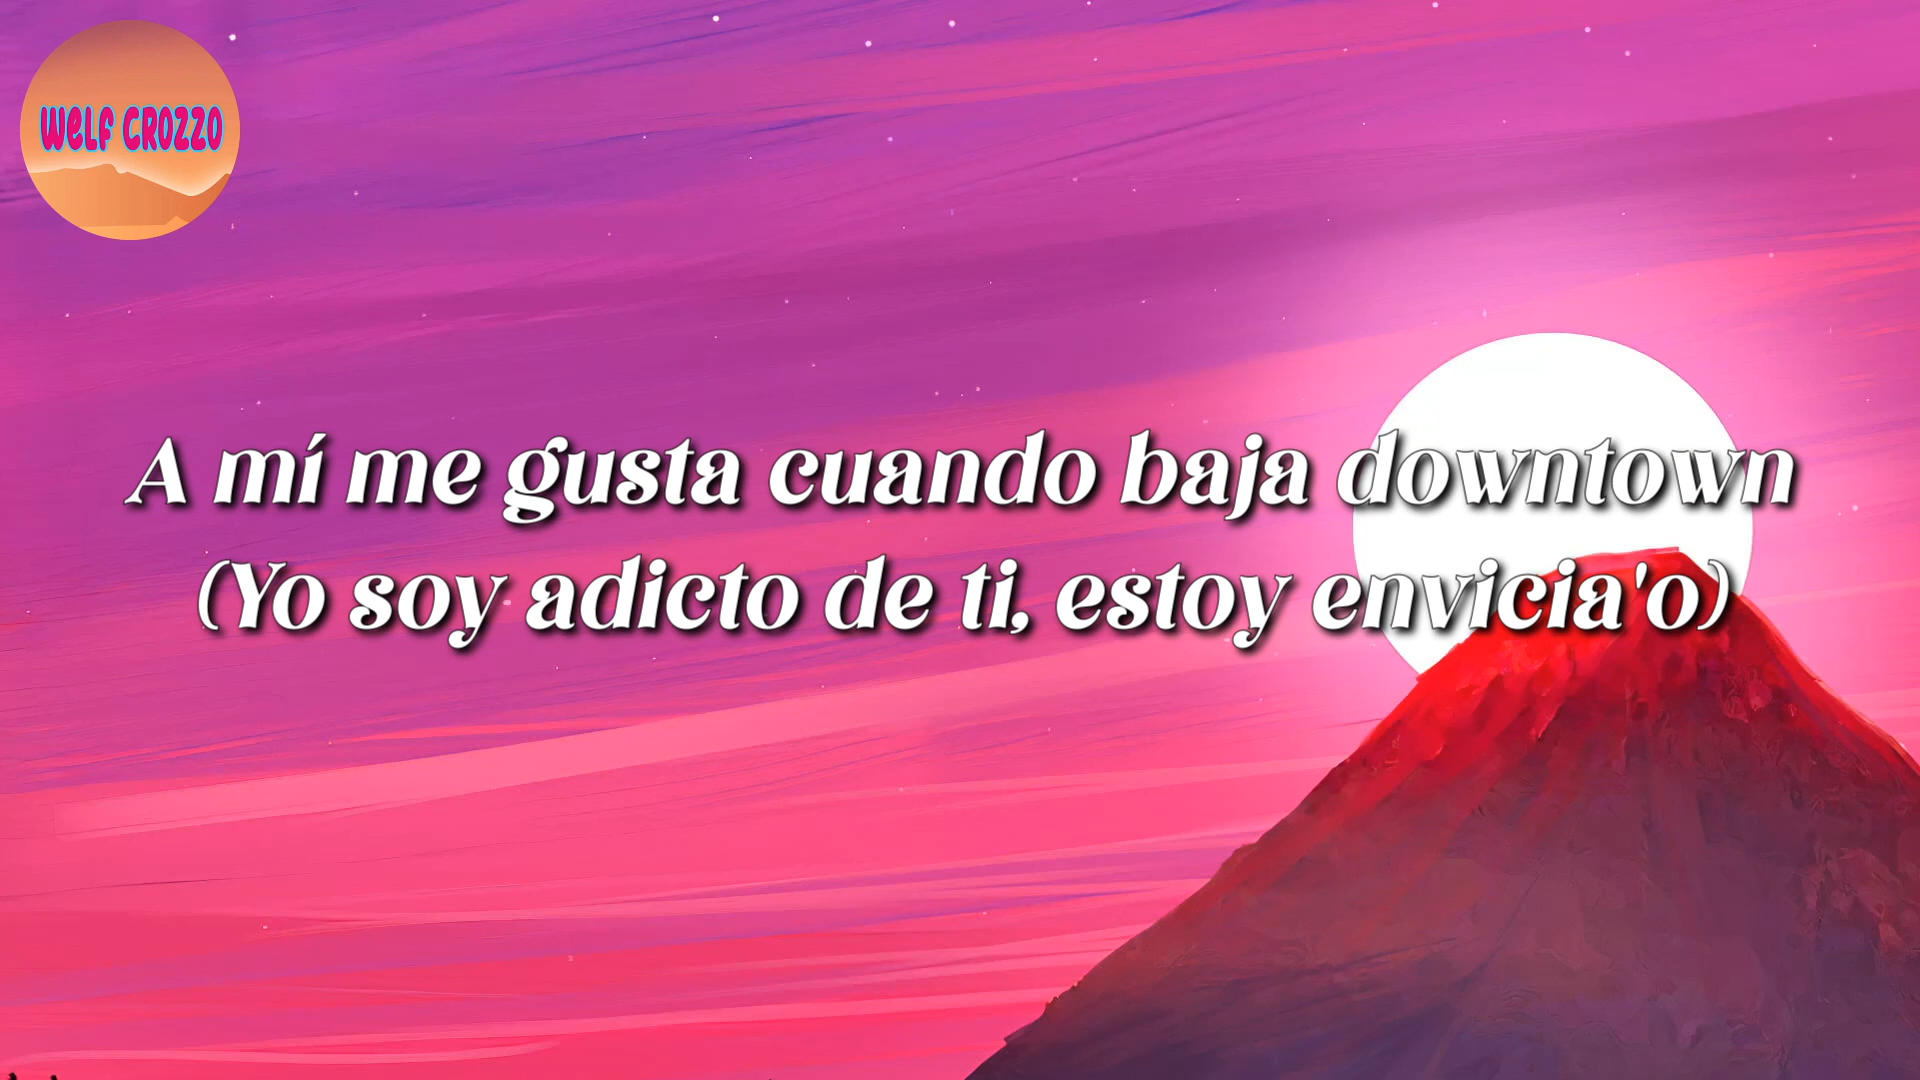 WELF CROZZO
A mí me gusta cuando baja downtown
(Yo soy adicto de ti, estoy envicia'o)